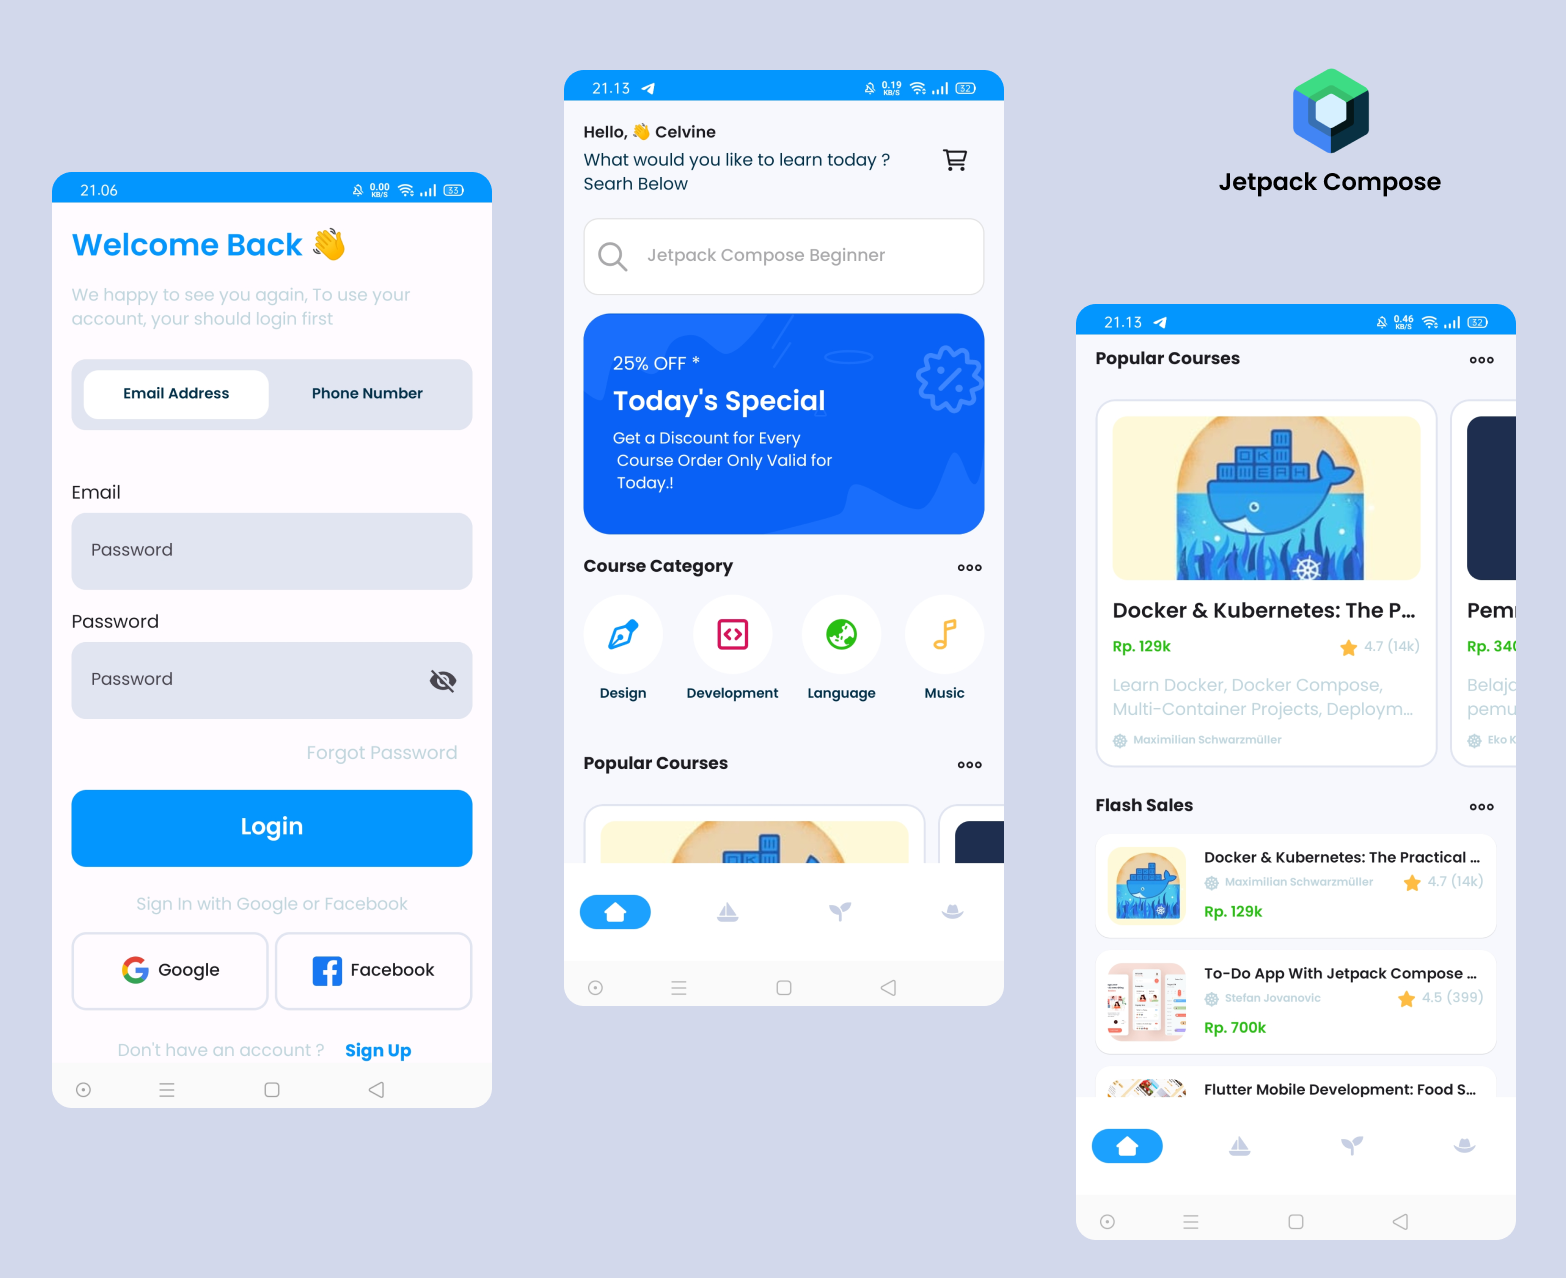 21.06
0.00
KB/S
33
Welcome Back 👋
We happy to see you again, To use your
account, your should login first
Email Address
Phone Number
Email
Password
Password
Password
Forgot Password
Login
Sign In with Google or Facebook
Google
Facebook
Don't have an account ?
Sign Up
21.13
0.19
KB/S
32
Hello, 👋 Celvine
What would you like to learn today ?
Searh Below
Jetpack Compose Beginner
25% OFF *
Today's Special
Get a Discount for Every
Course Order Only Valid for
Today.!
Course Category
Design
Development
Language
Music
Popular Courses
Jetpack Compose
21.13
0.46
KB/S
32
Popular Courses
Docker & Kubernetes: The P...
Rp. 129k
4.7 (14k)
Learn Docker, Docker Compose,
Multi-Container Projects, Deploym...
Maximilian Schwarzmüller
Rp. 340
Belaja
pemu
Eko K
Flash Sales
Docker & Kubernetes: The Practical ...
Maximilian Schwarzmüller
4.7 (14k)
Rp. 129k
To-Do App With Jetpack Compose ...
Stefan Jovanovic
4.5 (399)
Rp. 700k
Flutter Mobile Development: Food S...